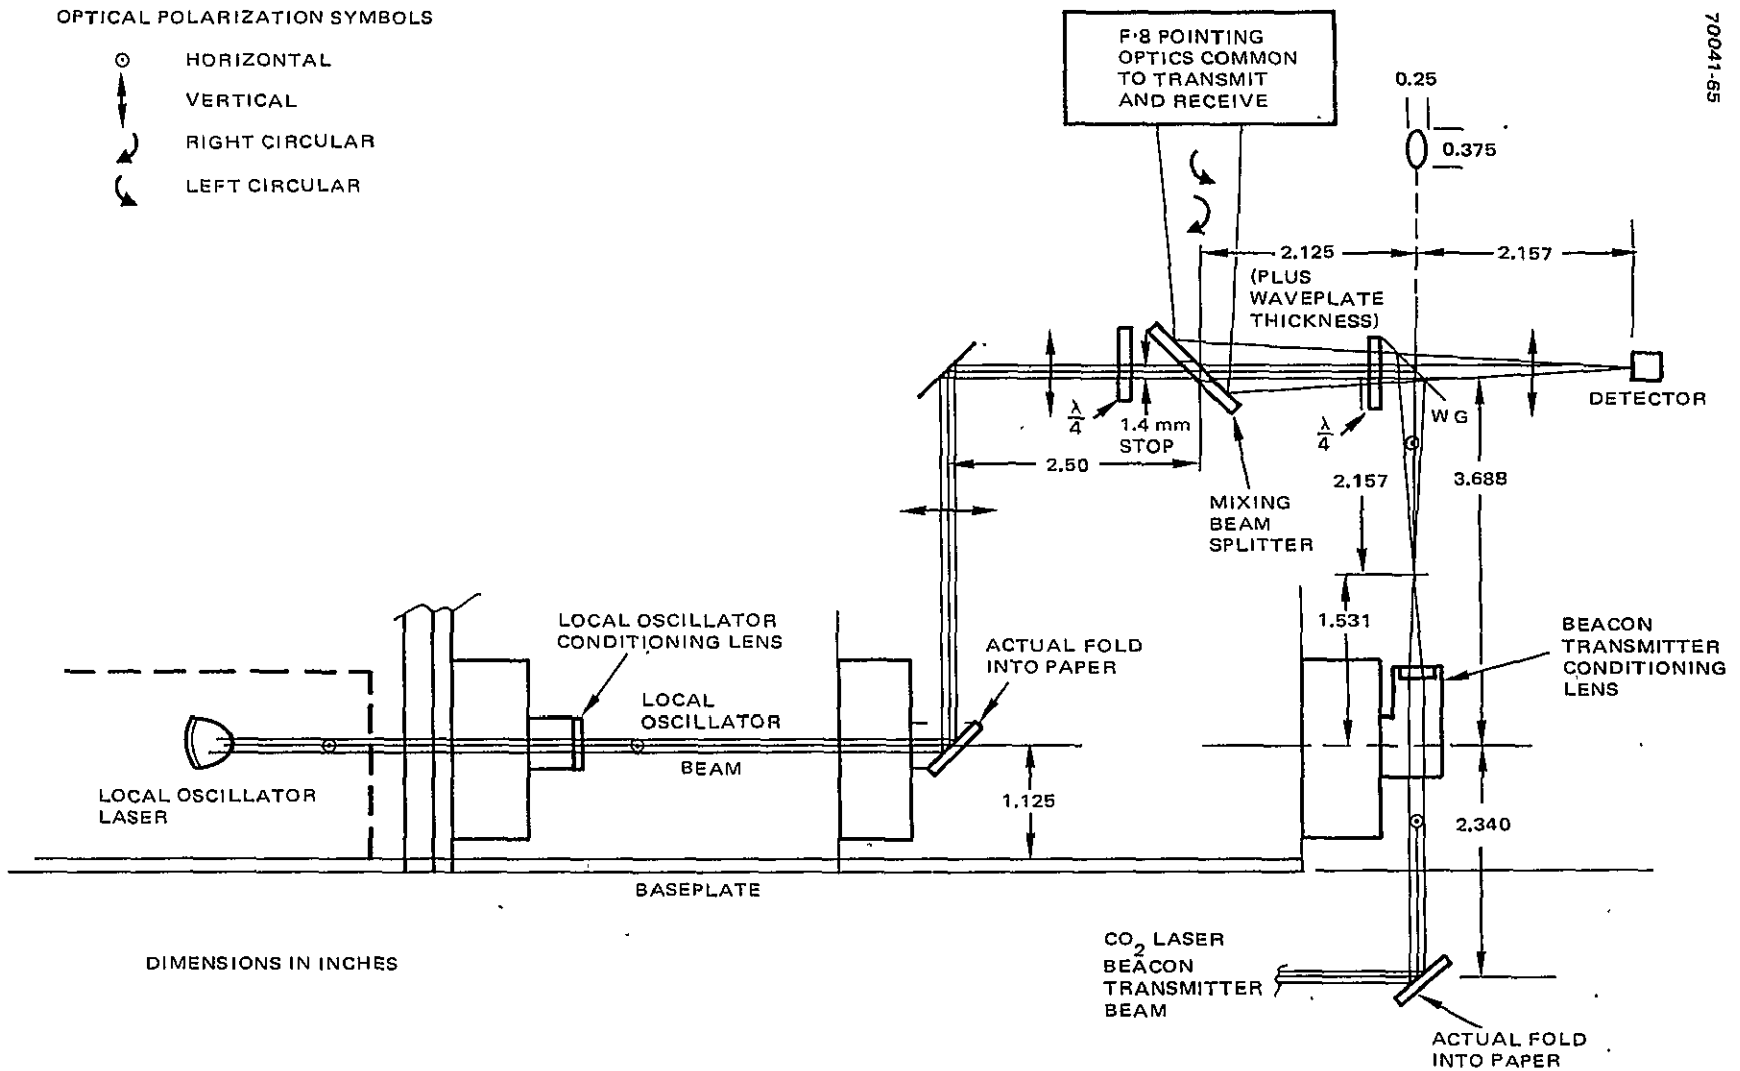 OPTICAL POLARIZATION SYMBOLS
HORIZONTAL
VERTICAL
RIGHT CIRCULAR
LEFT CIRCULAR
70041-65
F·8 POINTING
OPTICS COMMON
TO TRANSMIT
AND RECEIVE
0.25
0.375
2.125
2.157
(PLUS
WAVEPLATE
THICKNESS)
DETECTOR
λ
4
1.4 mm
STOP
λ
4
WG
2.50
2.157
3.688
MIXING
BEAM
SPLITTER
LOCAL OSCILLATOR
CONDITIONING LENS
ACTUAL FOLD
INTO PAPER
1.531
BEACON
TRANSMITTER
CONDITIONING
LENS
LOCAL
OSCILLATOR
BEAM
LOCAL OSCILLATOR
LASER
1.125
2.340
BASEPLATE
DIMENSIONS IN INCHES
CO2 LASER
BEACON
TRANSMITTER
BEAM
ACTUAL FOLD
INTO PAPER